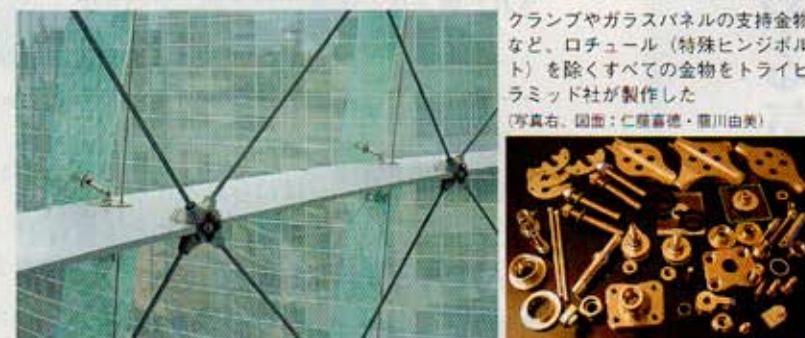 クランプやガラスパネルの支持金物
など、ロチュール（特殊ヒンジボル
ト）を除くすべての金物をトライピ
ラミッド社が製作した
(写真右、図面：仁藤喜徳・藤川由美)